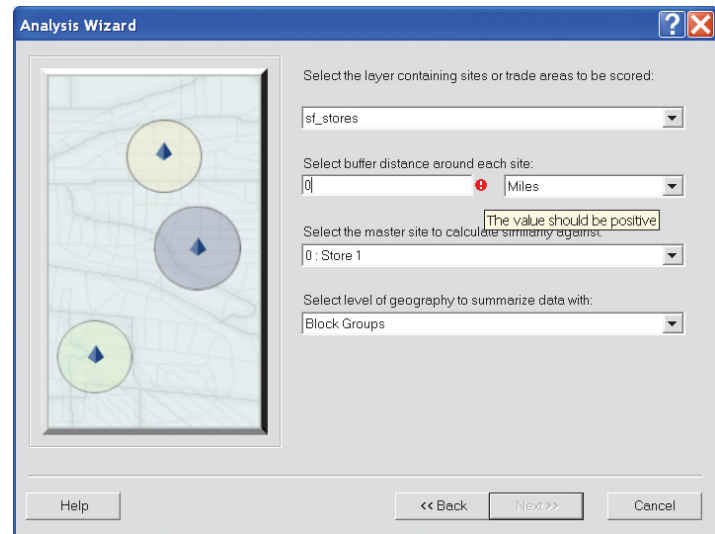 Analysis Wizard
Select the layer containing sites or trade areas to be scored:
sf_stores
Select buffer distance around each site:
0 Miles
The value should be positive
Select the master site to calculate similarity against:
0 : Store 1
Select level of geography to summarize data with:
Block Groups
Help << Back Next >> Cancel